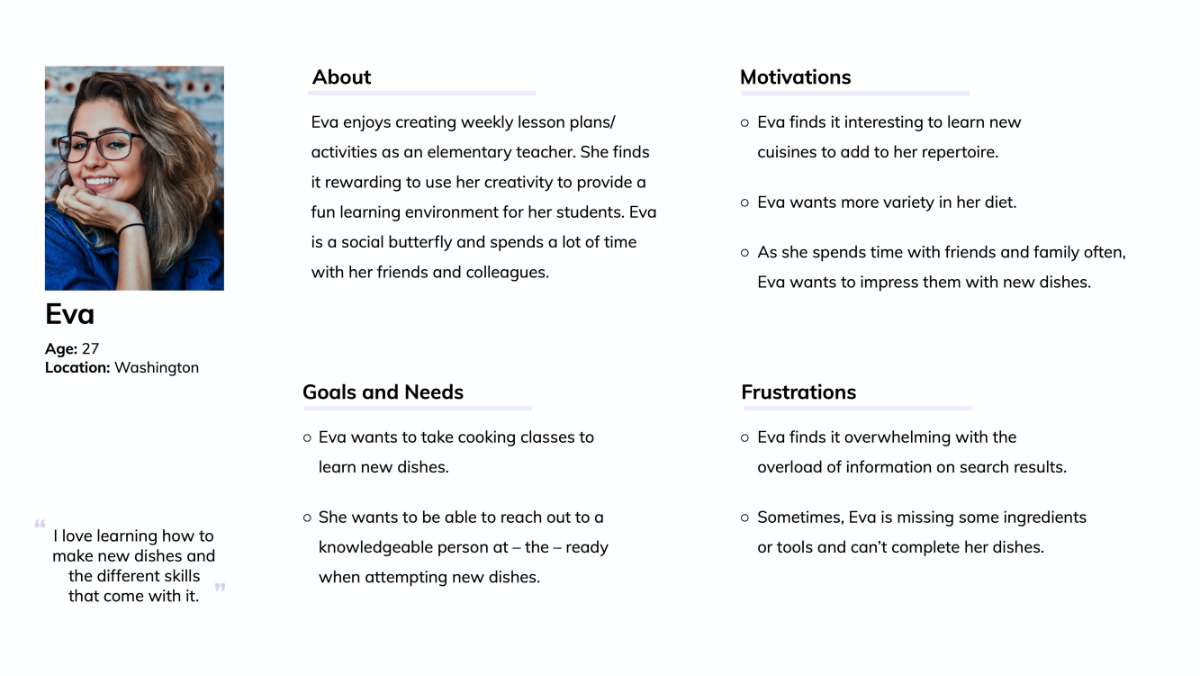 Eva
Age: 27
Location: Washington
“ I love learning how to
make new dishes and
the different skills
that come with it. ”
About
Eva enjoys creating weekly lesson plans/
activities as an elementary teacher. She finds
it rewarding to use her creativity to provide a
fun learning environment for her students. Eva
is a social butterfly and spends a lot of time
with her friends and colleagues.
Motivations
○ Eva finds it interesting to learn new
cuisines to add to her repertoire.
○ Eva wants more variety in her diet.
○ As she spends time with friends and family often,
Eva wants to impress them with new dishes.
Goals and Needs
○ Eva wants to take cooking classes to
learn new dishes.
○ She wants to be able to reach out to a
knowledgeable person at – the – ready
when attempting new dishes.
Frustrations
○ Eva finds it overwhelming with the
overload of information on search results.
○ Sometimes, Eva is missing some ingredients
or tools and can’t complete her dishes.